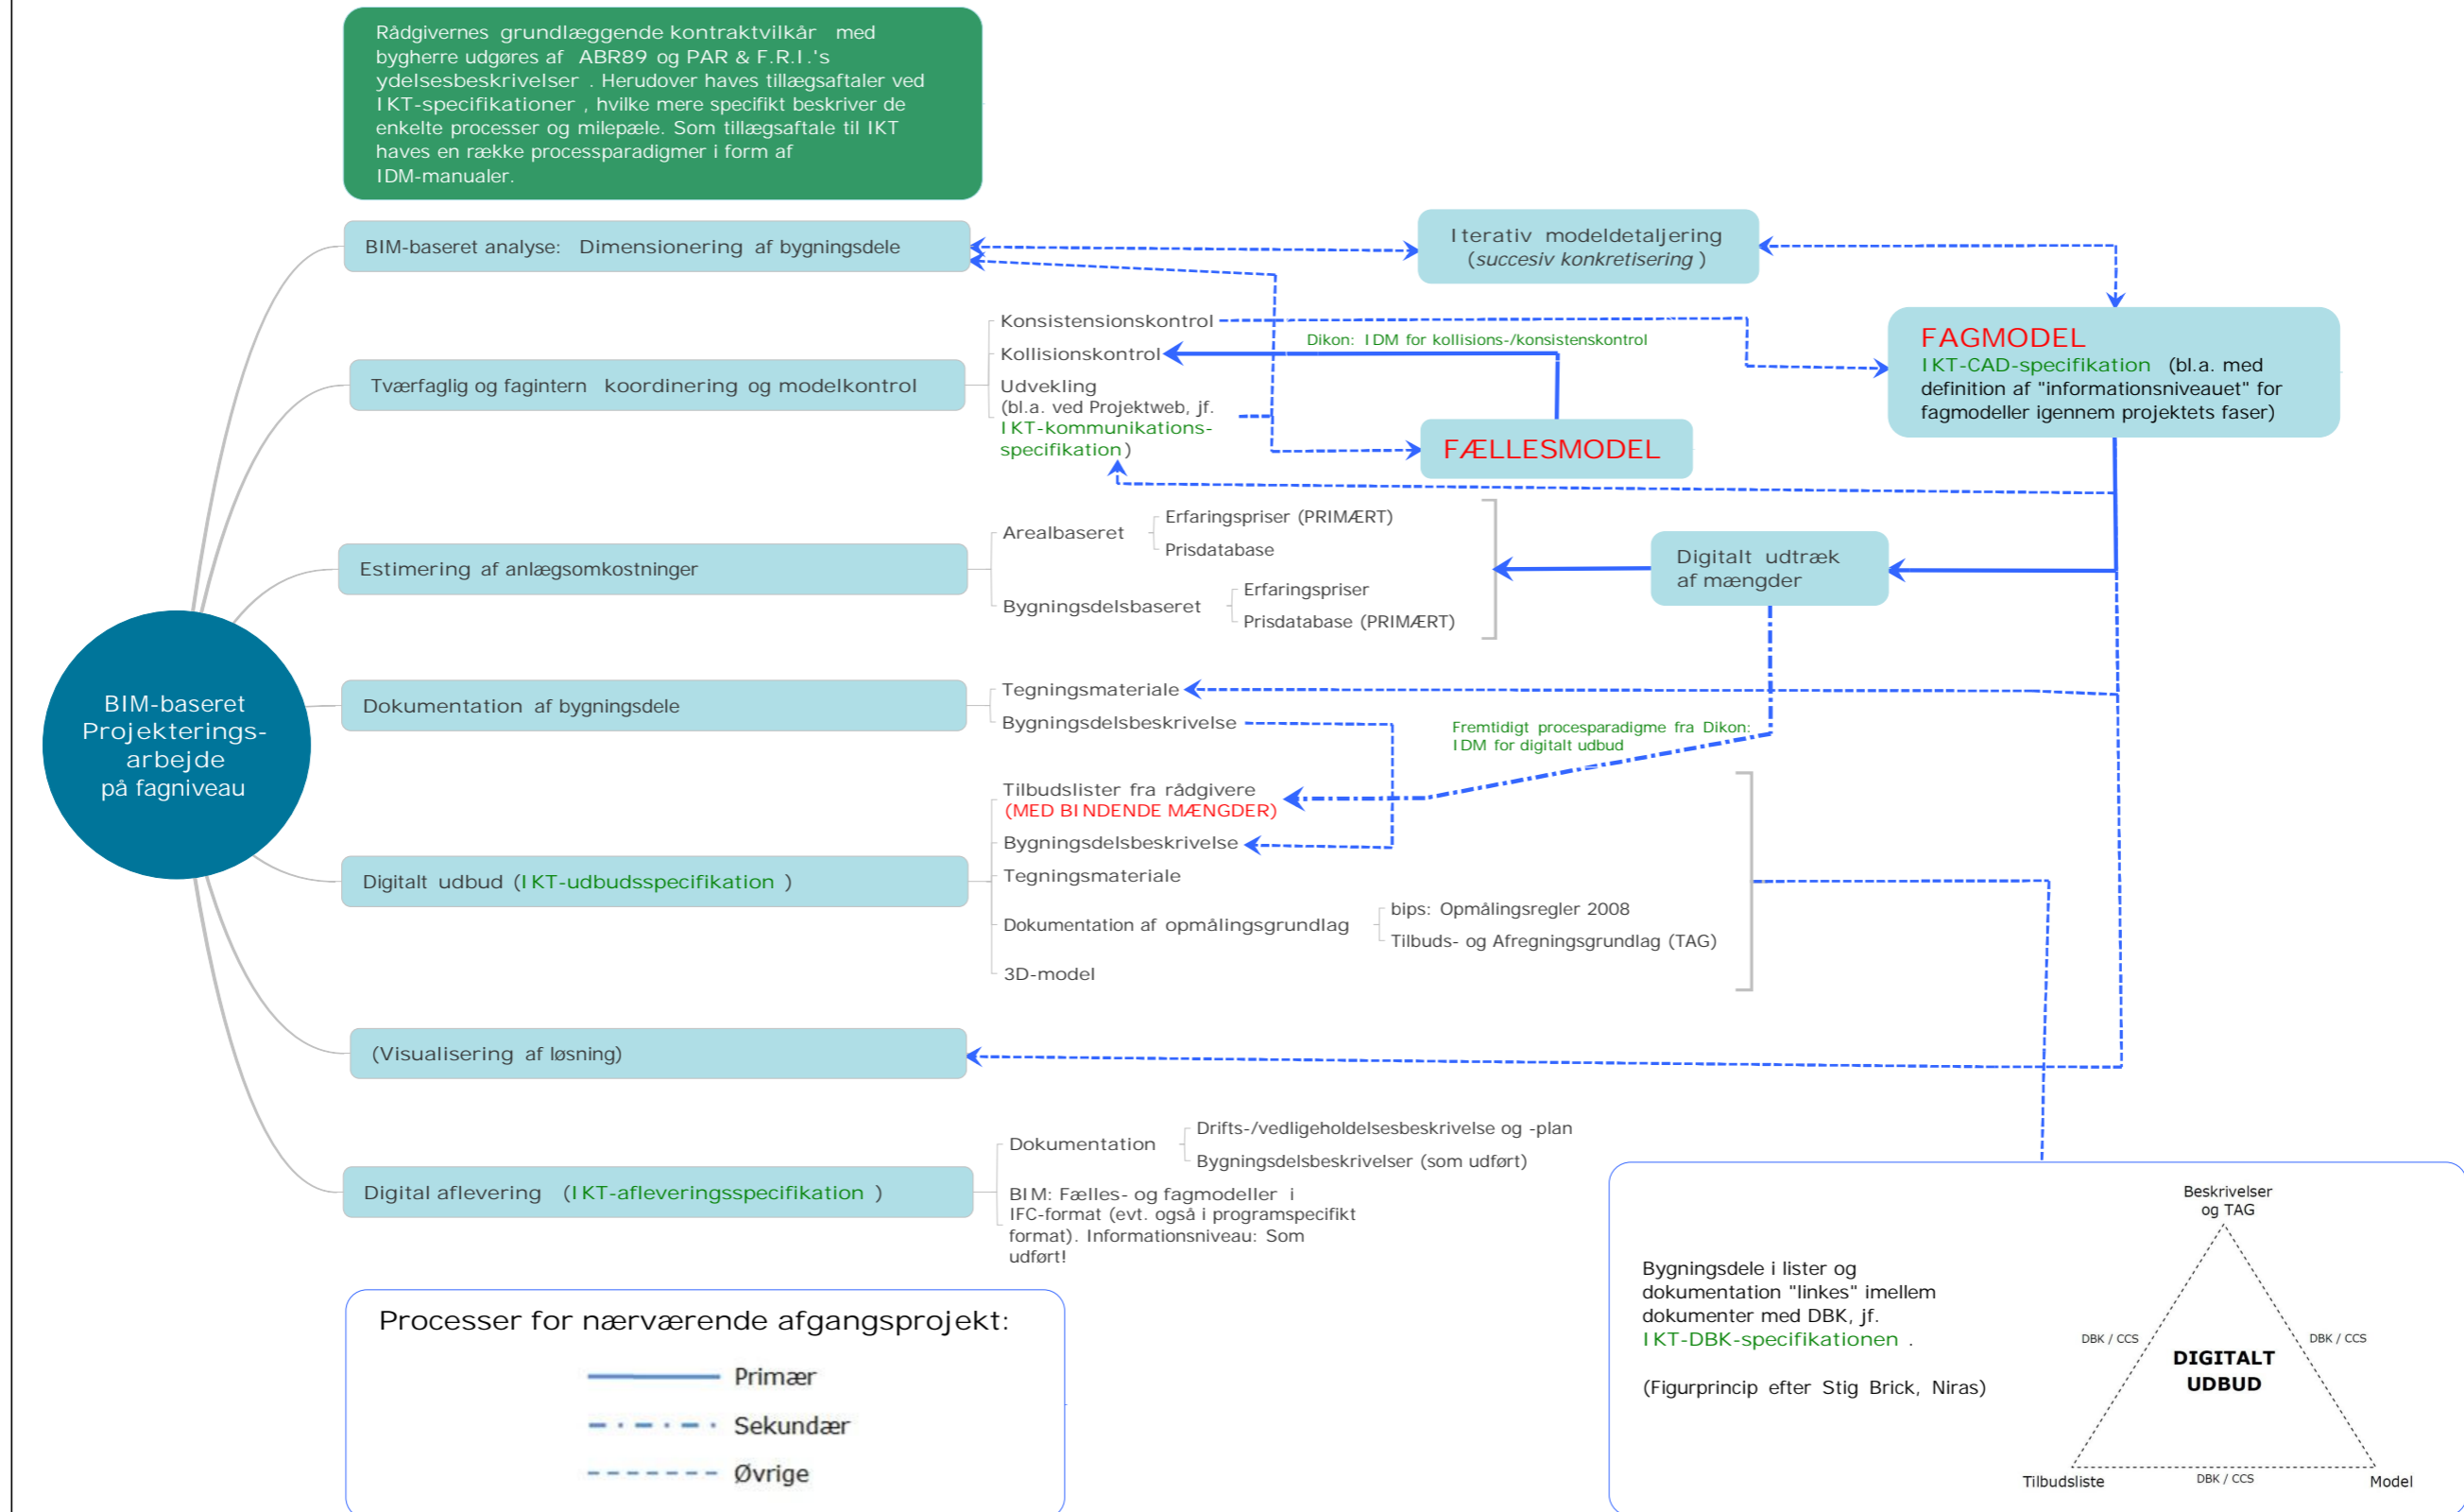 Rådgivernes grundlæggende kontraktvilkår med
bygherre udgøres af ABR89 og PAR & F.R.I.'s
ydelsesbeskrivelser . Herudover haves tillægsaftaler ved
IKT-specifikationer , hvilke mere specifikt beskriver de
enkelte processer og milepæle. Som tillægsaftale til IKT
haves en række processparadigmer i form af
IDM-manualer.
BIM-baseret analyse: Dimensionering af bygningsdele
Iterativ modeldetaljering
(succesiv konkretisering )
FAGMODEL
IKT-CAD-specifikation (bl.a. med
definition af "informationsniveauet" for
fagmodeller igennem projektets faser)
Tværfaglig og fagintern koordinering og modelkontrol
Konsistensionskontrol
Kollisionskontrol
Dikon: IDM for kollisions-/konsistenskontrol
Udvekling
(bl.a. ved Projektweb, jf.
IKT-kommunikations-
specifikation)
FÆLLESMODEL
Estimering af anlægsomkostninger
Arealbaseret
Erfaringspriser (PRIMÆRT)
Prisdatabase
Bygningsdelsbaseret
Erfaringspriser
Prisdatabase (PRIMÆRT)
Digitalt udtræk
af mængder
BIM-baseret
Projekterings-
arbejde
på fagniveau
Dokumentation af bygningsdele
Tegningsmateriale
Bygningsdelsbeskrivelse
Fremtidigt procesparadigme fra Dikon:
IDM for digitalt udbud
Digitalt udbud (IKT-udbudsspecifikation )
Tilbudslister fra rådgivere
(MED BINDENDE MÆNGDER)
Bygningsdelsbeskrivelse
Tegningsmateriale
Dokumentation af opmålingsgrundlag
bips: Opmålingsregler 2008
Tilbuds- og Afregningsgrundlag (TAG)
3D-model
(Visualisering af løsning)
Digital aflevering (IKT-afleveringsspecifikation )
Dokumentation
Drifts-/vedligeholdelsesbeskrivelse og -plan
Bygningsdelsbeskrivelser (som udført)
BIM: Fælles- og fagmodeller i
IFC-format (evt. også i programspecifikt
format). Informationsniveau: Som
udført!
Processer for nærværende afgangsprojekt:
Primær
Sekundær
Øvrige
Bygningsdele i lister og
dokumentation "linkes" imellem
dokumenter med DBK, jf.
IKT-DBK-specifikationen .
(Figurprincip efter Stig Brick, Niras)
Beskrivelser
og TAG
DBK / CCS
DBK / CCS
DIGITALT
UDBUD
Tilbudsliste
DBK / CCS
Model